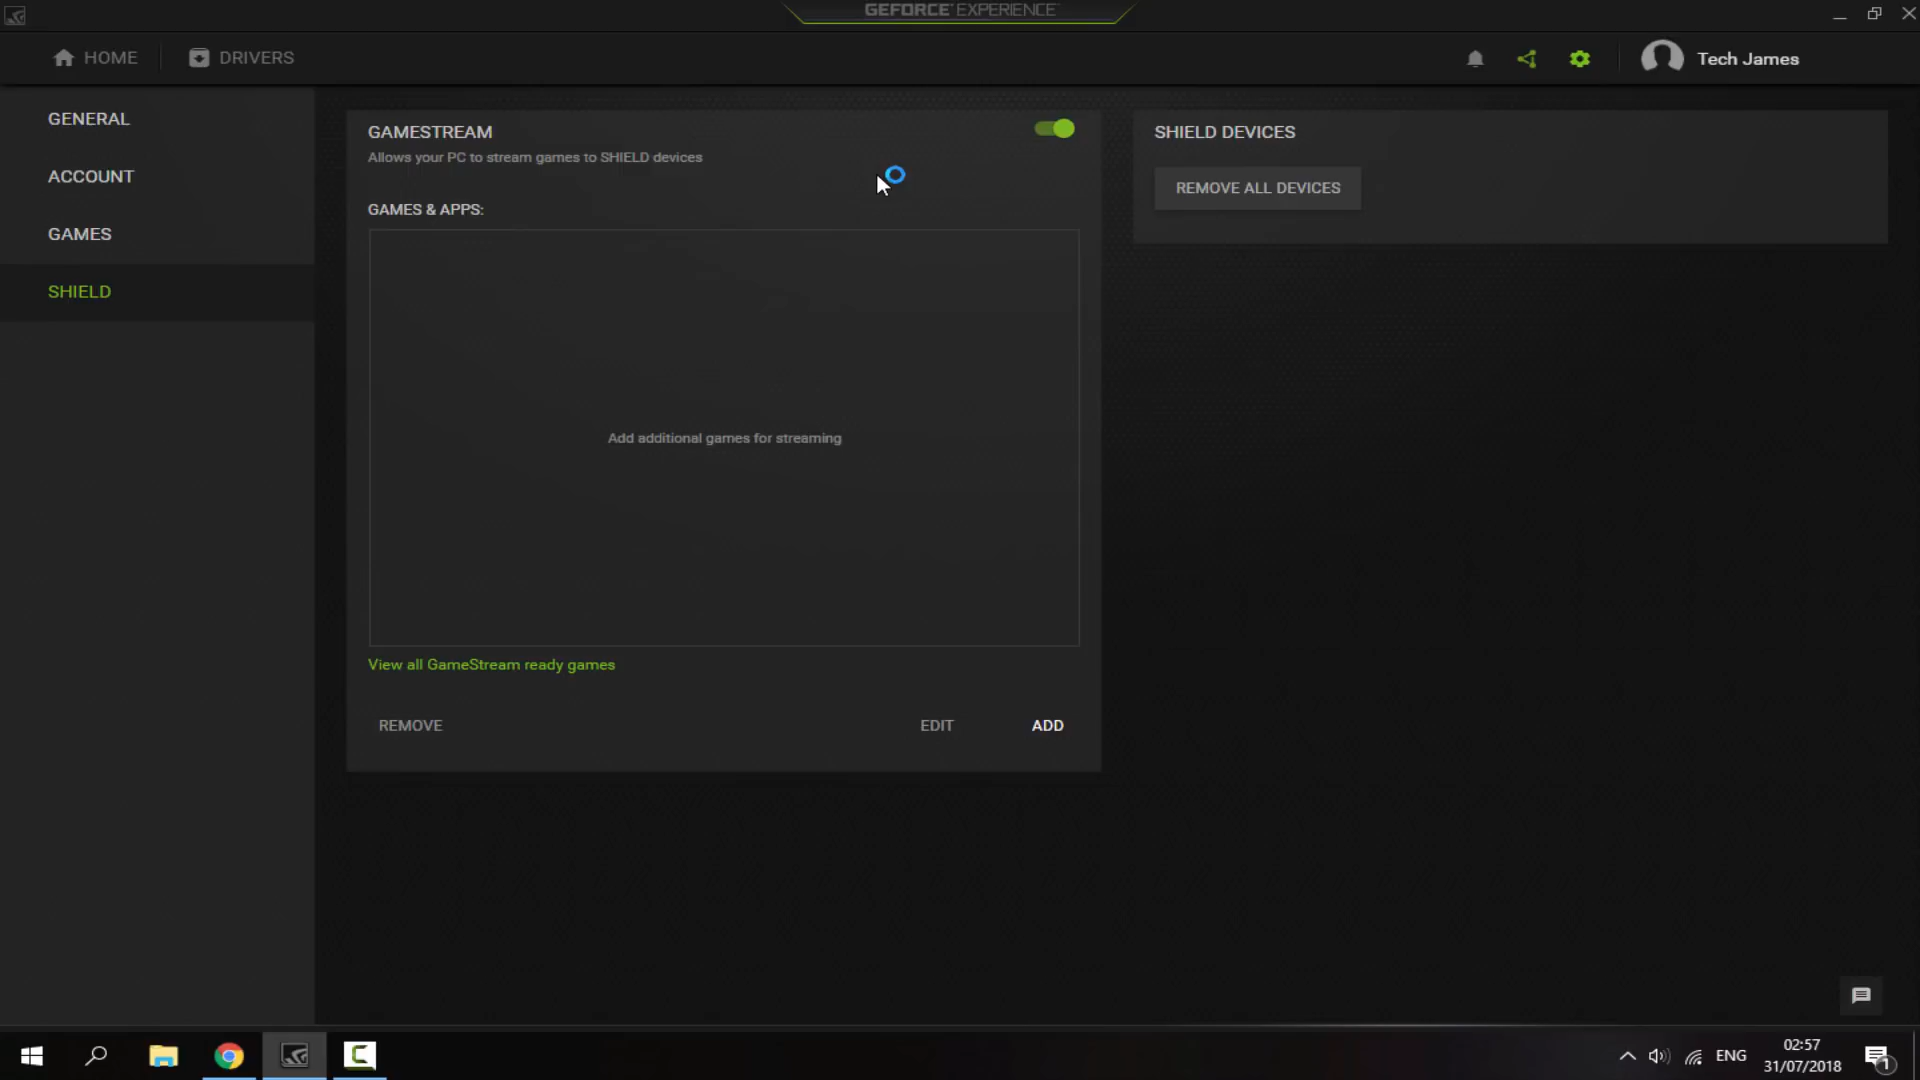 GEFORCE EXPERIENCE
HOME
DRIVERS
Tech James
GENERAL
ACCOUNT
GAMES
SHIELD
GAMESTREAM
Allows your PC to stream games to SHIELD devices
GAMES & APPS:
Add additional games for streaming
View all GameStream ready games
REMOVE
EDIT
ADD
SHIELD DEVICES
REMOVE ALL DEVICES
ENG
02:57
31/07/2018
1